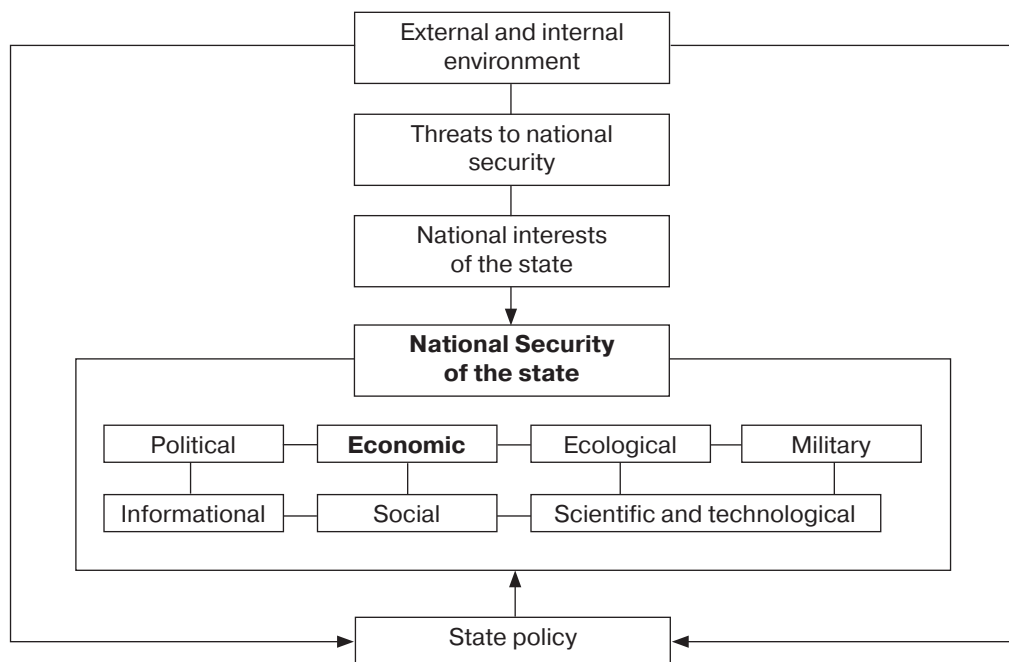 External and internal
environment
Threats to national
security
National interests
of the state
National Security
of the state
Political
Economic
Ecological
Military
Informational
Social
Scientific and technological
State policy